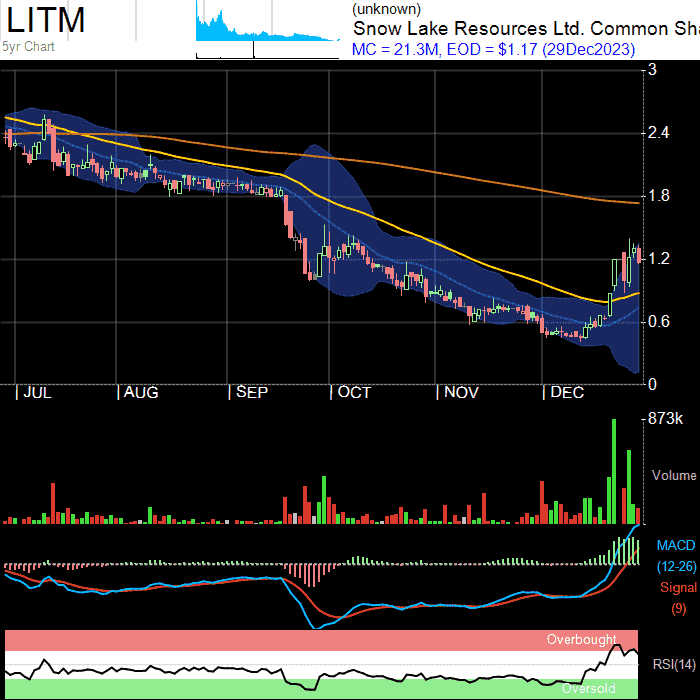 LITM
5yr Chart
(unknown)
Snow Lake Resources Ltd. Common Sha
MC = 21.3M, EOD = $1.17 (29Dec2023)
3
2.4
1.8
1.2
0.6
0
| JUL | AUG | SEP | OCT | NOV | DEC
873k
Volume
MACD
(12-26)
Signal
(9)
Overbought
RSI(14)
Oversold